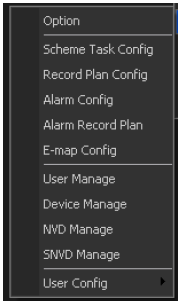 Option
Scheme Task Config
Record Plan Config
Alarm Config
Alarm Record Plan
E-map Config
User Manage
Device Manage
NVD Manage
SNVD Manage
User Config